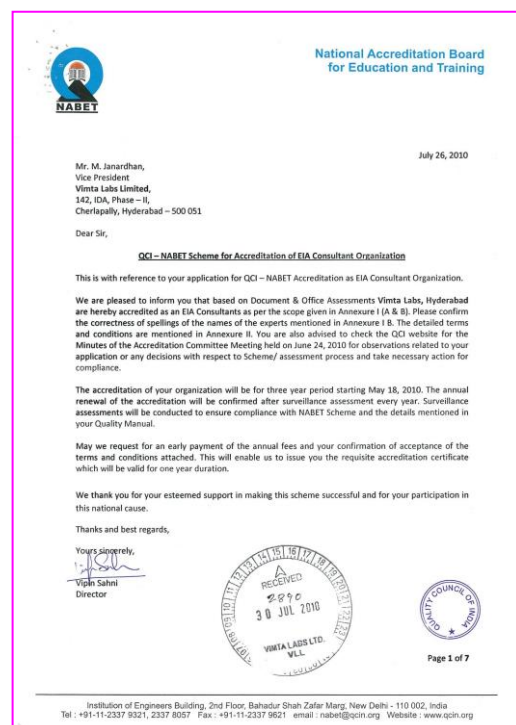 National Accreditation Board
for Education and Training
NABET
July 26, 2010
Mr. M. Janardhan,
Vice President
Vimta Labs Limited,
142, IDA, Phase – II,
Cherlapally, Hyderabad – 500 051
Dear Sir,
QCI – NABET Scheme for Accreditation of EIA Consultant Organization
This is with reference to your application for QCI – NABET Accreditation as EIA Consultant Organization.
We are pleased to inform you that based on Document & Office Assessments Vimta Labs, Hyderabad
are hereby accredited as an EIA Consultants as per the scope given in Annexure I (A & B). Please confirm
the correctness of spellings of the names of the experts mentioned in Annexure I B. The detailed terms
and conditions are mentioned in Annexure II. You are also advised to check the QCI website for the
Minutes of the Accreditation Committee Meeting held on June 24, 2010 for observations related to your
application or any decisions with respect to Scheme/ assessment process and take necessary action for
compliance.
The accreditation of your organization will be for three year period starting May 18, 2010. The annual
renewal of the accreditation will be confirmed after surveillance assessment every year. Surveillance
assessments will be conducted to ensure compliance with NABET Scheme and the details mentioned in
your Quality Manual.
May we request for an early payment of the annual fees and your confirmation of acceptance of the
terms and conditions attached. This will enable us to issue you the requisite accreditation certificate
which will be valid for one year duration.
We thank you for your esteemed support in making this scheme successful and for your participation in
this national cause.
Thanks and best regards,
Yours sincerely,
Vipin Sahni
Director
RECEIVED
2890
30 JUL 2010
VIMTA LABS LTD.
VLL
QUALITY COUNCIL OF INDIA
Page 1 of 7
Institution of Engineers Building, 2nd Floor, Bahadur Shah Zafar Marg, New Delhi - 110 002, India
Tel : +91-11-2337 9321, 2337 8057 Fax : +91-11-2337 9621 email : nabet@qcin.org Website : www.qcin.org